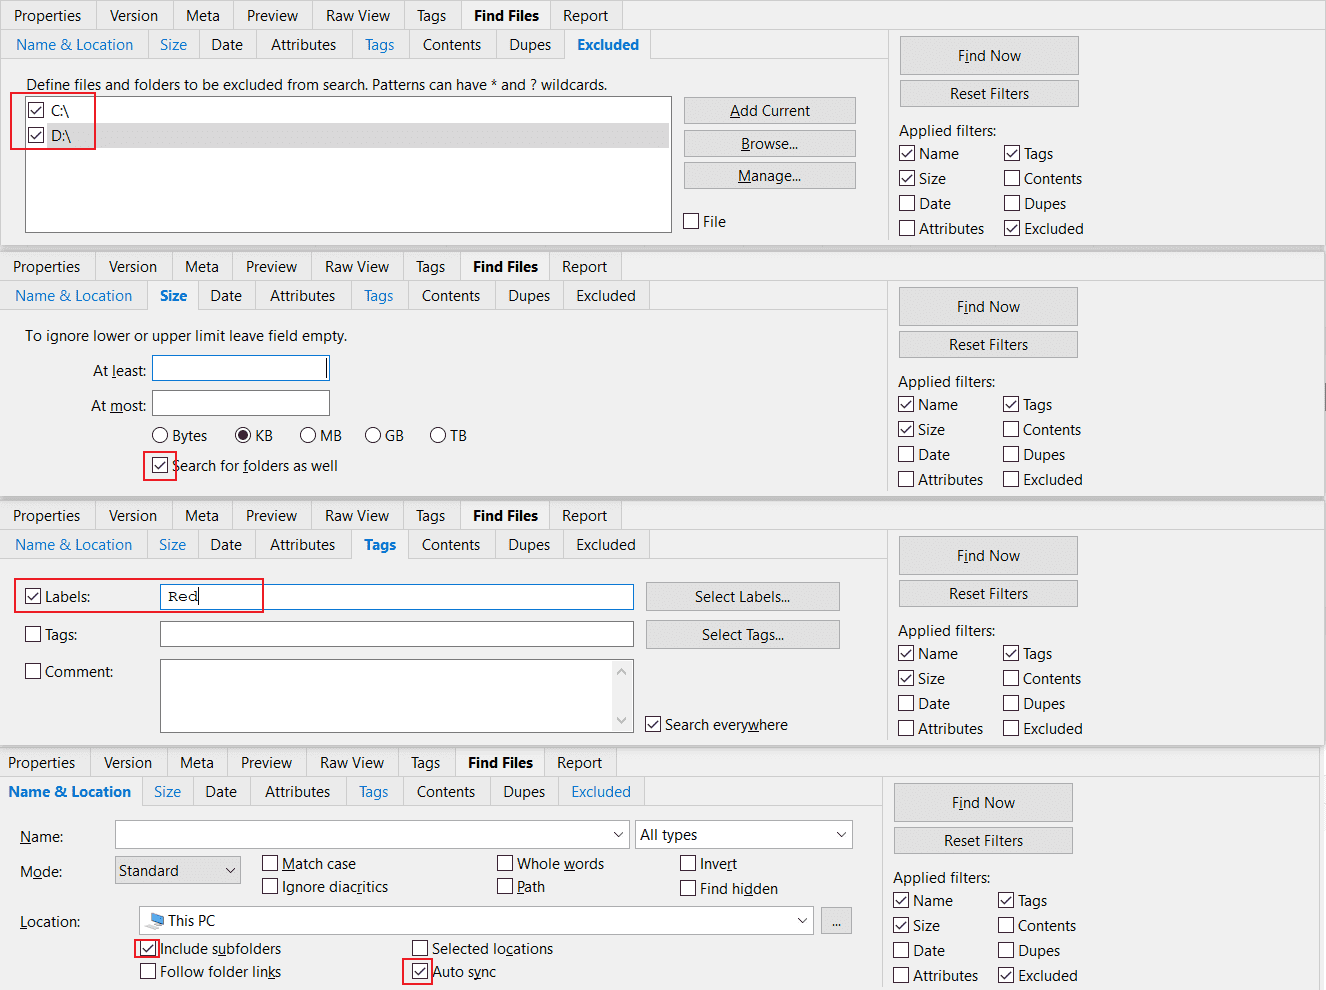 Properties Version Meta Preview Raw View Tags Find Files Report
Name & Location Size Date Attributes Tags Contents Dupes Excluded
Define files and folders to be excluded from search. Patterns can have * and ? wildcards.
C:\
D:\
Add Current
Browse...
Manage...
File
Find Now
Reset Filters
Applied filters:
Name Tags
Size Contents
Date Dupes
Attributes Excluded
Properties Version Meta Preview Raw View Tags Find Files Report
Name & Location Size Date Attributes Tags Contents Dupes Excluded
To ignore lower or upper limit leave field empty.
At least:
At most:
Bytes KB MB GB TB
Search for folders as well
Find Now
Reset Filters
Applied filters:
Name Tags
Size Contents
Date Dupes
Attributes Excluded
Properties Version Meta Preview Raw View Tags Find Files Report
Name & Location Size Date Attributes Tags Contents Dupes Excluded
Labels: Red Select Labels...
Tags: Select Tags...
Comment:
Search everywhere
Find Now
Reset Filters
Applied filters:
Name Tags
Size Contents
Date Dupes
Attributes Excluded
Properties Version Meta Preview Raw View Tags Find Files Report
Name & Location Size Date Attributes Tags Contents Dupes Excluded
Name: All types
Mode: Standard Match case Whole words Invert
Ignore diacritics Path Find hidden
Location: This PC ...
Include subfolders Selected locations
Follow folder links Auto sync
Find Now
Reset Filters
Applied filters:
Name Tags
Size Contents
Date Dupes
Attributes Excluded